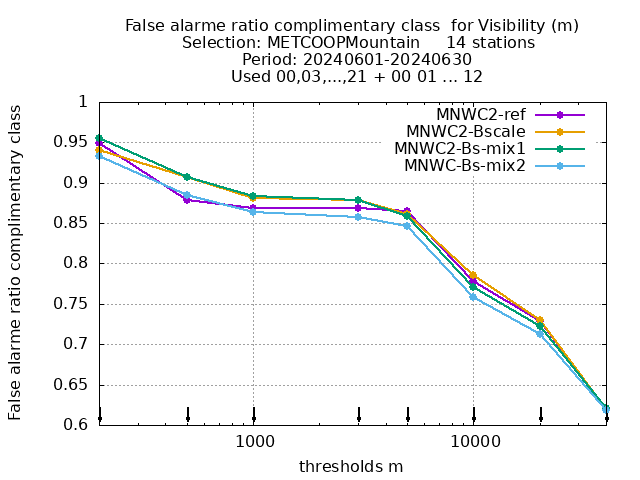 False alarme ratio complimentary class  for Visibility (m)
Selection: METCOOPMountain     14 stations
Period: 20240601-20240630
Used 00,03,...,21 + 00 01 ... 12
MNWC2-ref
MNWC2-Bscale
MNWC2-Bs-mix1
MNWC-Bs-mix2
False alarme ratio complimentary class
1
0.95
0.9
0.85
0.8
0.75
0.7
0.65
0.6
1000 10000
thresholds m